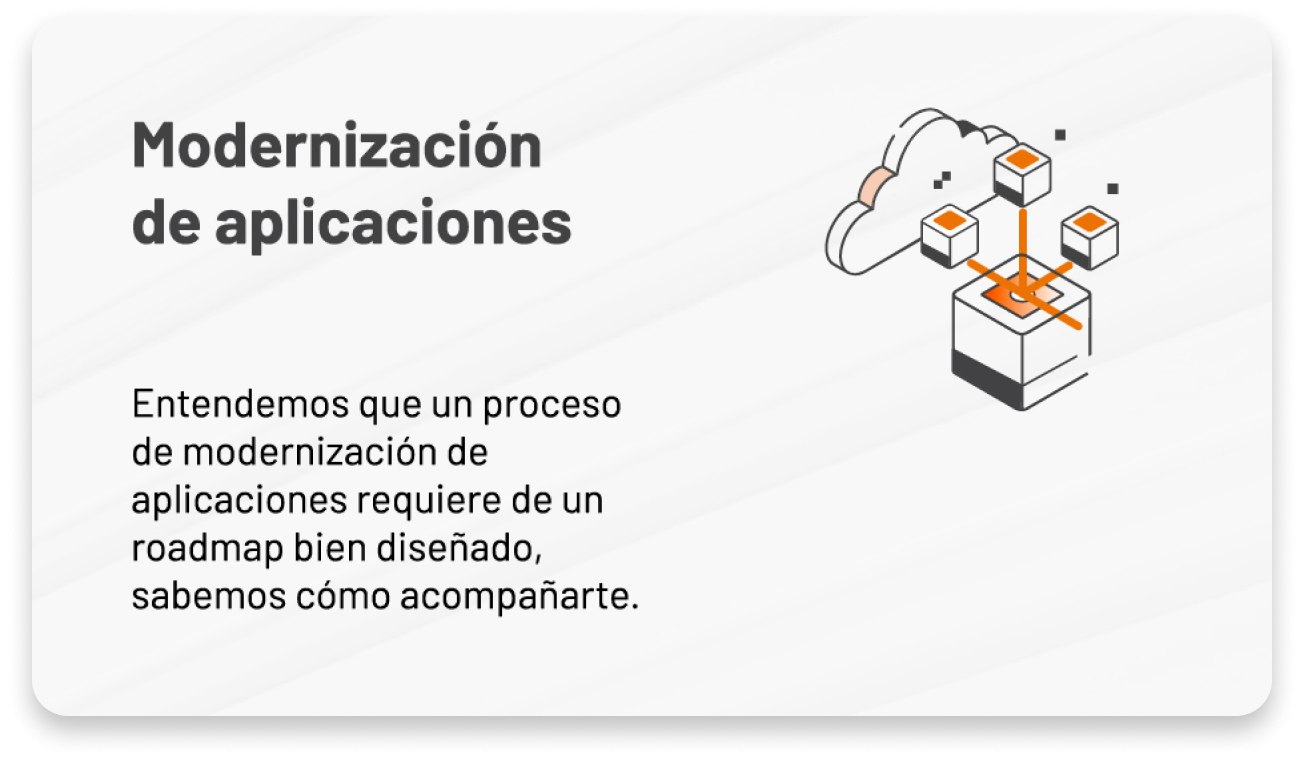 Modernización
de aplicaciones
Entendemos que un proceso
de modernización de
aplicaciones requiere de un
roadmap bien diseñado,
sabemos cómo acompañarte.